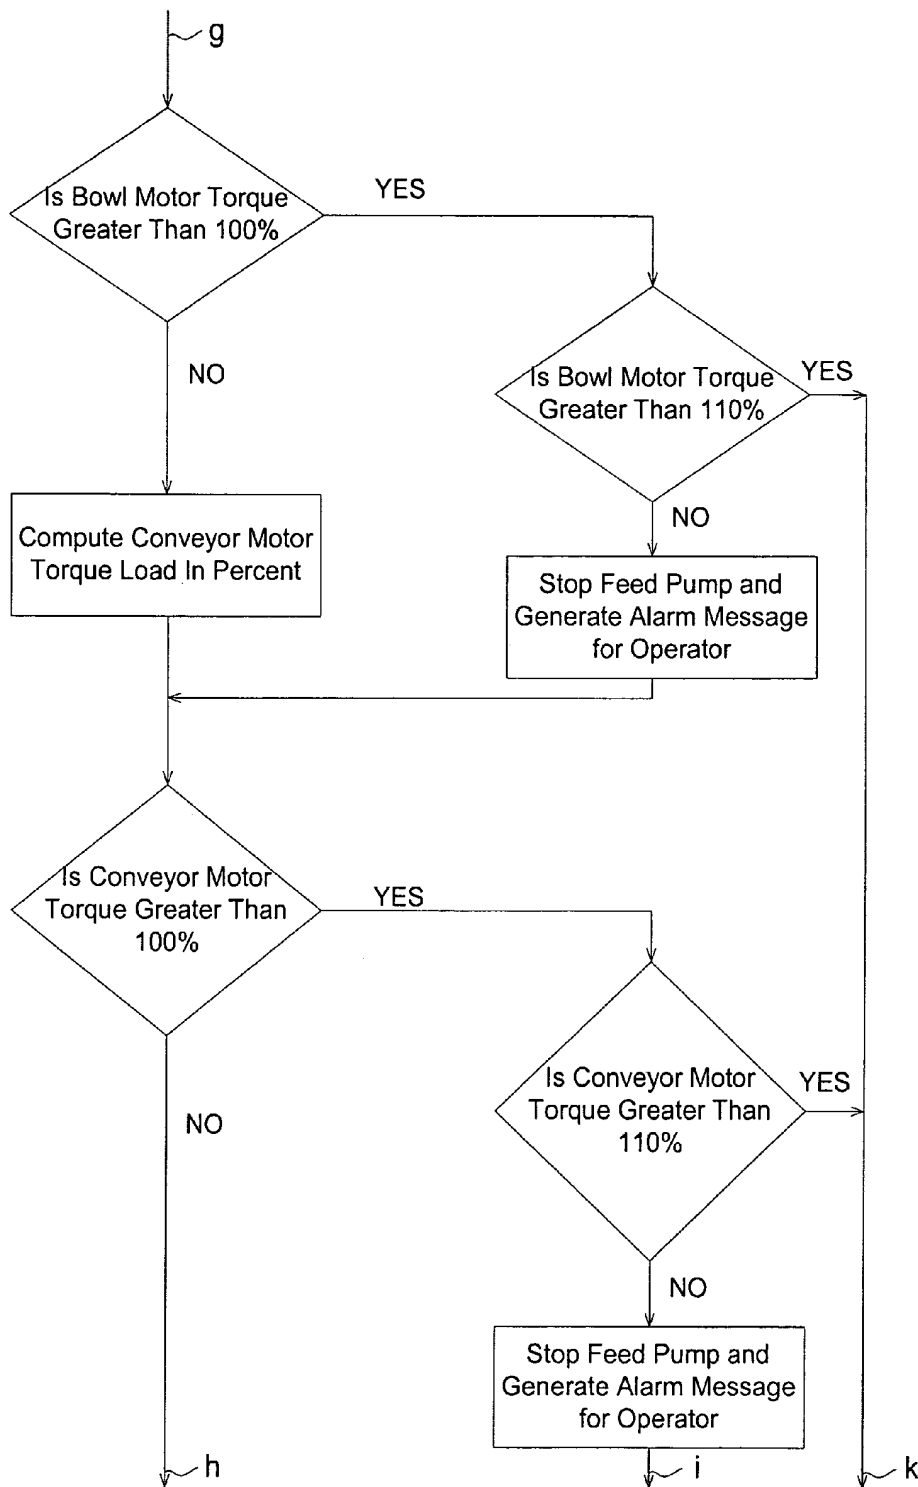 g
Is Bowl Motor Torque
Greater Than 100%
YES
NO
Is Bowl Motor Torque
Greater Than 110%
YES
NO
Compute Conveyor Motor
Torque Load In Percent
Stop Feed Pump and
Generate Alarm Message
for Operator
Is Conveyor Motor
Torque Greater Than
100%
YES
NO
Is Conveyor Motor
Torque Greater Than
110%
YES
NO
Stop Feed Pump and
Generate Alarm Message
for Operator
h
i
k